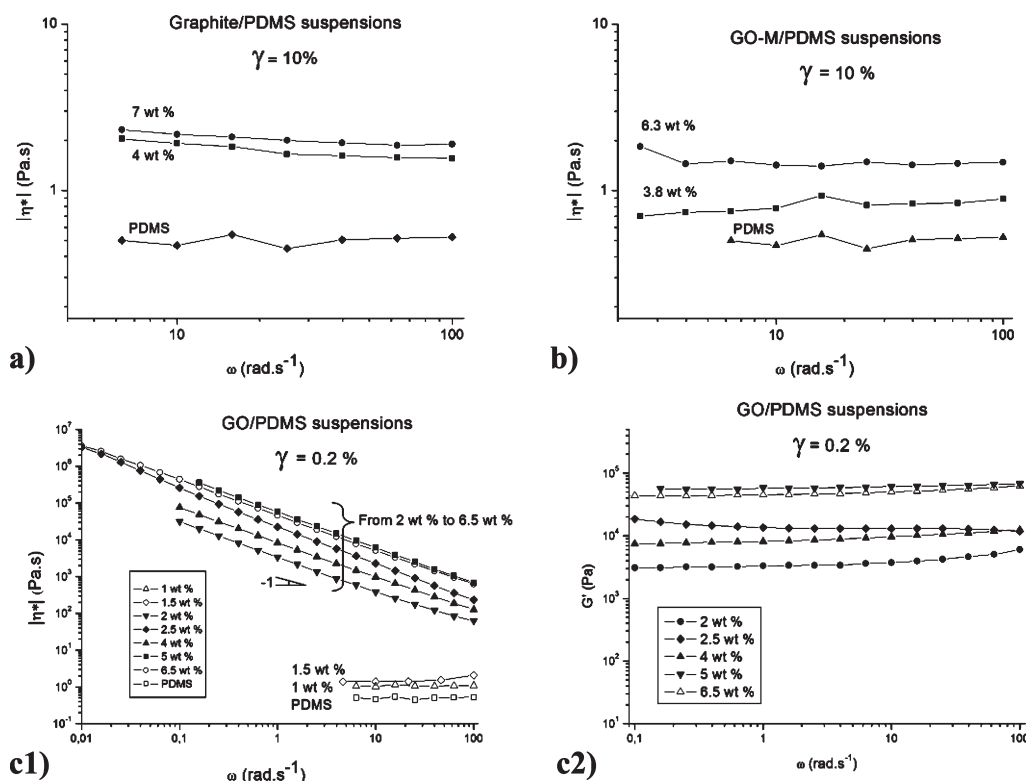 Graphite/PDMS suspensions
γ = 10%
10
7 wt %
4 wt %
1
PDMS
|η*| (Pa.s)
10
100
ω (rad.s⁻¹)
a)
GO-M/PDMS suspensions
γ = 10 %
10
6.3 wt %
1
3.8 wt %
PDMS
|η*| (Pa.s)
10
100
ω (rad.s⁻¹)
b)
GO/PDMS suspensions
γ = 0.2 %
10⁷
10⁶
10⁵
10⁴
10³
10²
10¹
10⁰
10⁻¹
|η*| (Pa.s)
From 2 wt % to 6.5 wt %
-1
1 wt %
1.5 wt %
2 wt %
2.5 wt %
4 wt %
5 wt %
6.5 wt %
PDMS
1.5 wt %
1 wt %
PDMS
0,01
0,1
1
10
100
ω (rad.s⁻¹)
c1)
GO/PDMS suspensions
γ = 0.2 %
10⁵
10⁴
10³
10²
10¹
G' (Pa)
2 wt %
2.5 wt %
4 wt %
5 wt %
6.5 wt %
0,1
1
10
100
ω (rad.s⁻¹)
c2)